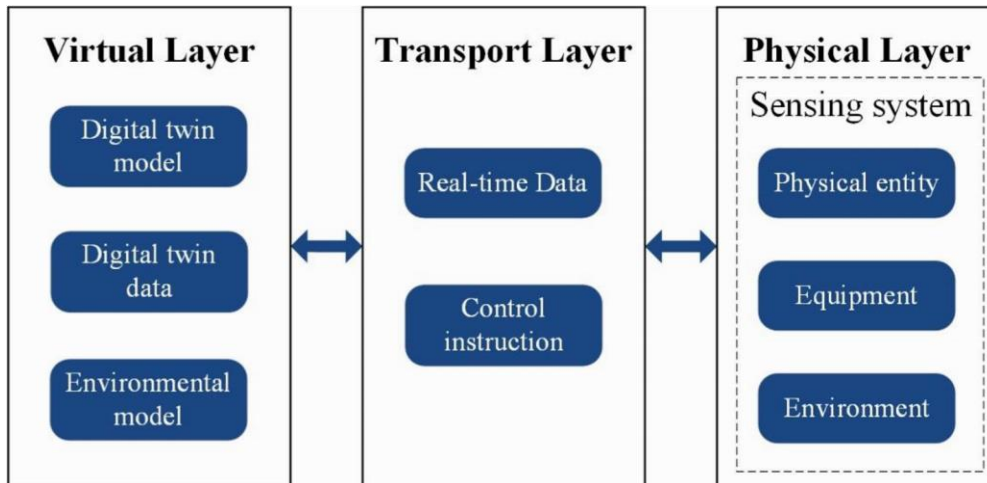 Virtual Layer
Digital twin
model
Digital twin
data
Environmental
model
Transport Layer
Real-time Data
Control
instruction
Physical Layer
Sensing system
Physical entity
Equipment
Environment